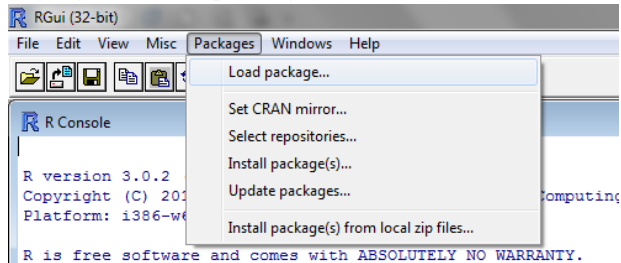 RGui (32-bit)
File Edit View Misc Packages Windows Help
Load package...
Set CRAN mirror...
Select repositories...
Install package(s)...
Update packages...
Install package(s) from local zip files...
R Console
R version 3.0.2
Copyright (C) 201 Computing
Platform: i386-w6
R is free software and comes with ABSOLUTELY NO WARRANTY.